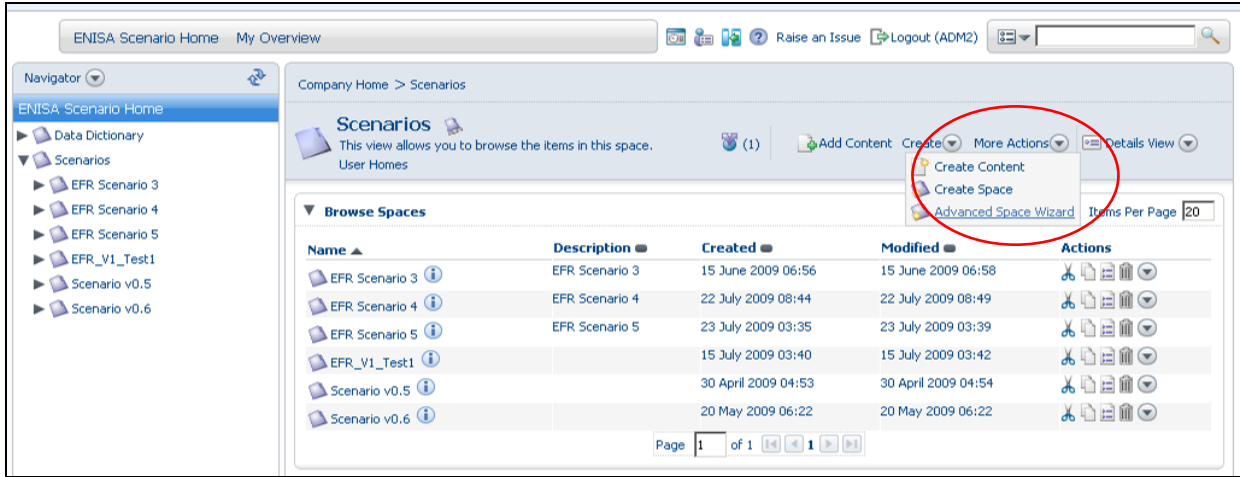 ENISA Scenario Home My Overview Raise an Issue Logout (ADM2)
Navigator
ENISA Scenario Home
Data Dictionary
Scenarios
EFR Scenario 3
EFR Scenario 4
EFR Scenario 5
EFR_V1_Test1
Scenario v0.5
Scenario v0.6
Company Home > Scenarios
Scenarios
This view allows you to browse the items in this space.
User Homes
(1) Add Content Create More Actions Details View
Create Content
Create Space
Advanced Space Wizard
Browse Spaces Items Per Page 20
Name Description Created Modified Actions
EFR Scenario 3 EFR Scenario 3 15 June 2009 06:56 15 June 2009 06:58
EFR Scenario 4 EFR Scenario 4 22 July 2009 08:44 22 July 2009 08:49
EFR Scenario 5 EFR Scenario 5 23 July 2009 03:35 23 July 2009 03:39
EFR_V1_Test1 15 July 2009 03:40 15 July 2009 03:42
Scenario v0.5 30 April 2009 04:53 30 April 2009 04:54
Scenario v0.6 20 May 2009 06:22 20 May 2009 06:22
Page 1 of 1 1